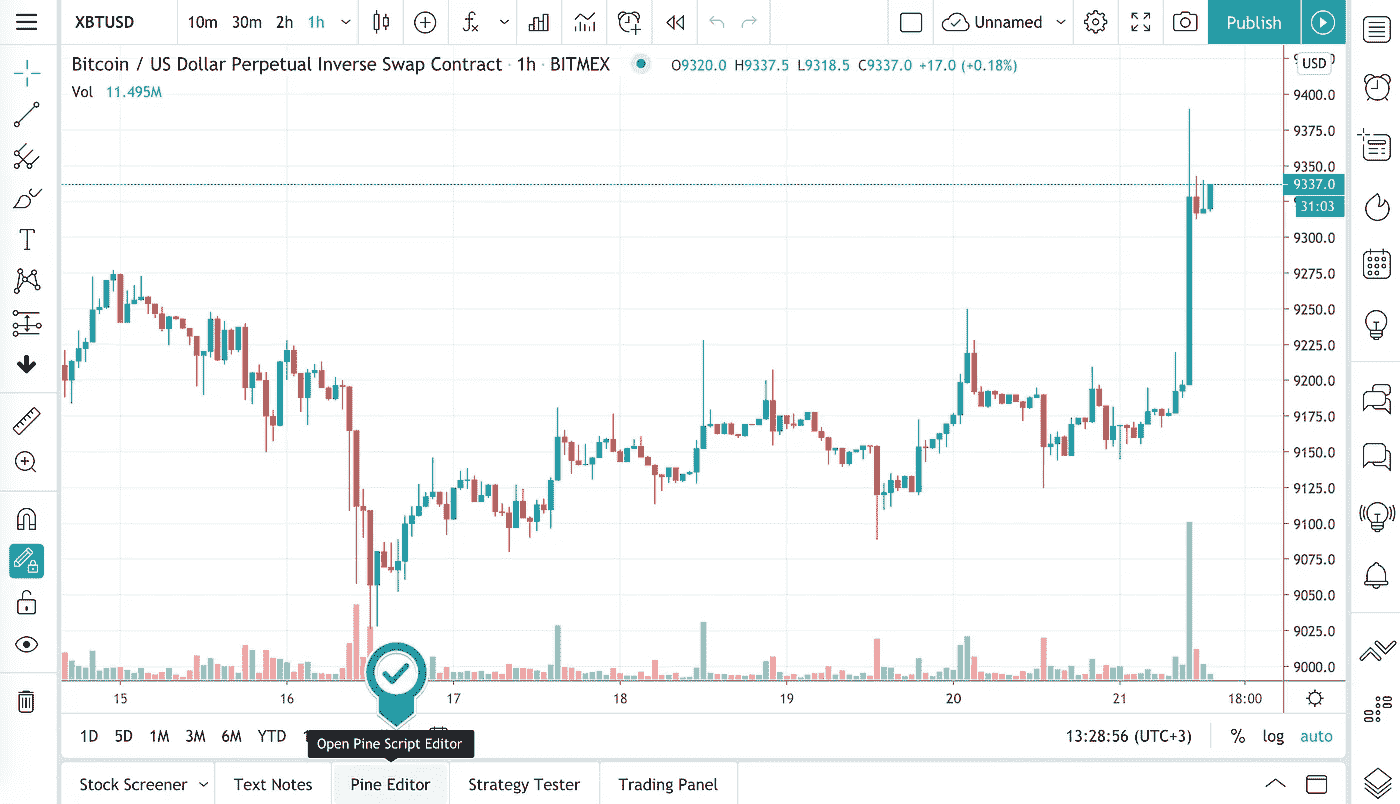 XBTUSD 10m 30m 2h 1h Unnamed Publish
Bitcoin / US Dollar Perpetual Inverse Swap Contract · 1h · BITMEX O9320.0 H9337.5 L9318.5 C9337.0 +17.0 (+0.18%) USD
Vol 11.495M
9400.0
9375.0
9350.0
9337.0
31:03
9300.0
9275.0
9250.0
9225.0
9200.0
9175.0
9150.0
9125.0
9100.0
9075.0
9050.0
9025.0
9000.0
15 16 17 18 19 20 21 18:00
1D 5D 1M 3M 6M YTD 13:28:56 (UTC+3) % log auto
Open Pine Script Editor
Stock Screener Text Notes Pine Editor Strategy Tester Trading Panel